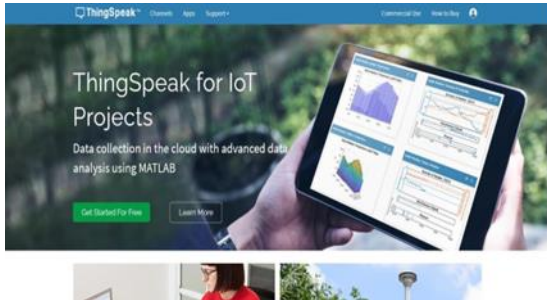 ThingSpeak™ Channels Apps Support Commercial Use How to Buy
ThingSpeak for IoT
Projects
Data collection in the cloud with advanced data
analysis using MATLAB
Get Started For Free Learn More